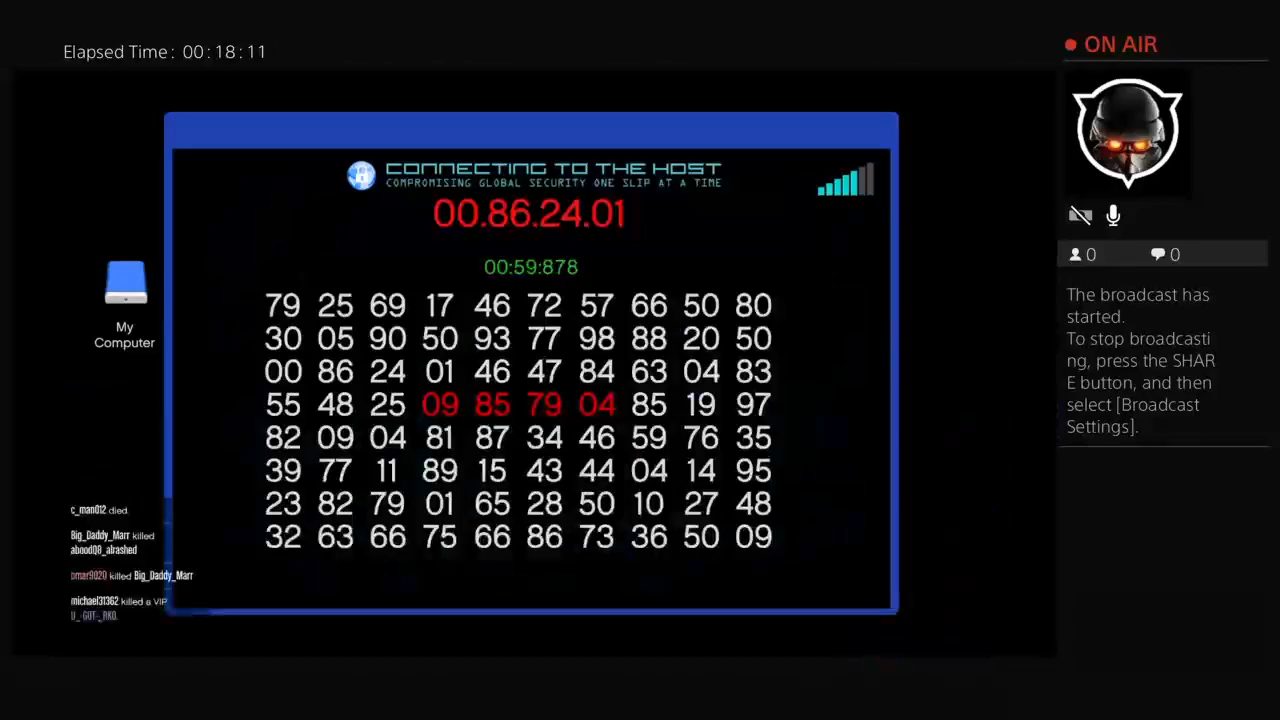 Elapsed Time: 00:18:11
ON AIR
CONNECTING TO THE HOST
COMPROMISING GLOBAL SECURITY ONE SLIP AT A TIME
00.86.24.01
00:59:878
79 25 69 17 46 72 57 66 50 80
30 05 90 50 93 77 98 88 20 50
00 86 24 01 46 47 84 63 04 83
55 48 25 09 85 79 04 85 19 97
82 09 04 81 87 34 46 59 76 35
39 77 11 89 15 43 44 04 14 95
23 82 79 01 65 28 50 10 27 48
32 63 66 75 66 86 73 36 50 09
My
Computer
c_man012 died.
Big_Daddy_Marr killed
abood08_alrashed
omar9020 killed Big_Daddy_Marr
michael31362 killed a VIP
U_-GOT-_RKO.
0
0
The broadcast has
started.
To stop broadcasti
ng, press the SHAR
E button, and then
select [Broadcast
Settings].